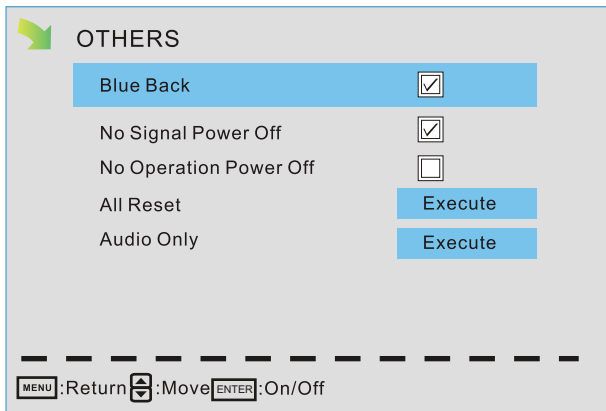 OTHERS
Blue Back
No Signal Power Off
No Operation Power Off
All Reset Execute
Audio Only Execute
MENU:Return :Move ENTER:On/Off